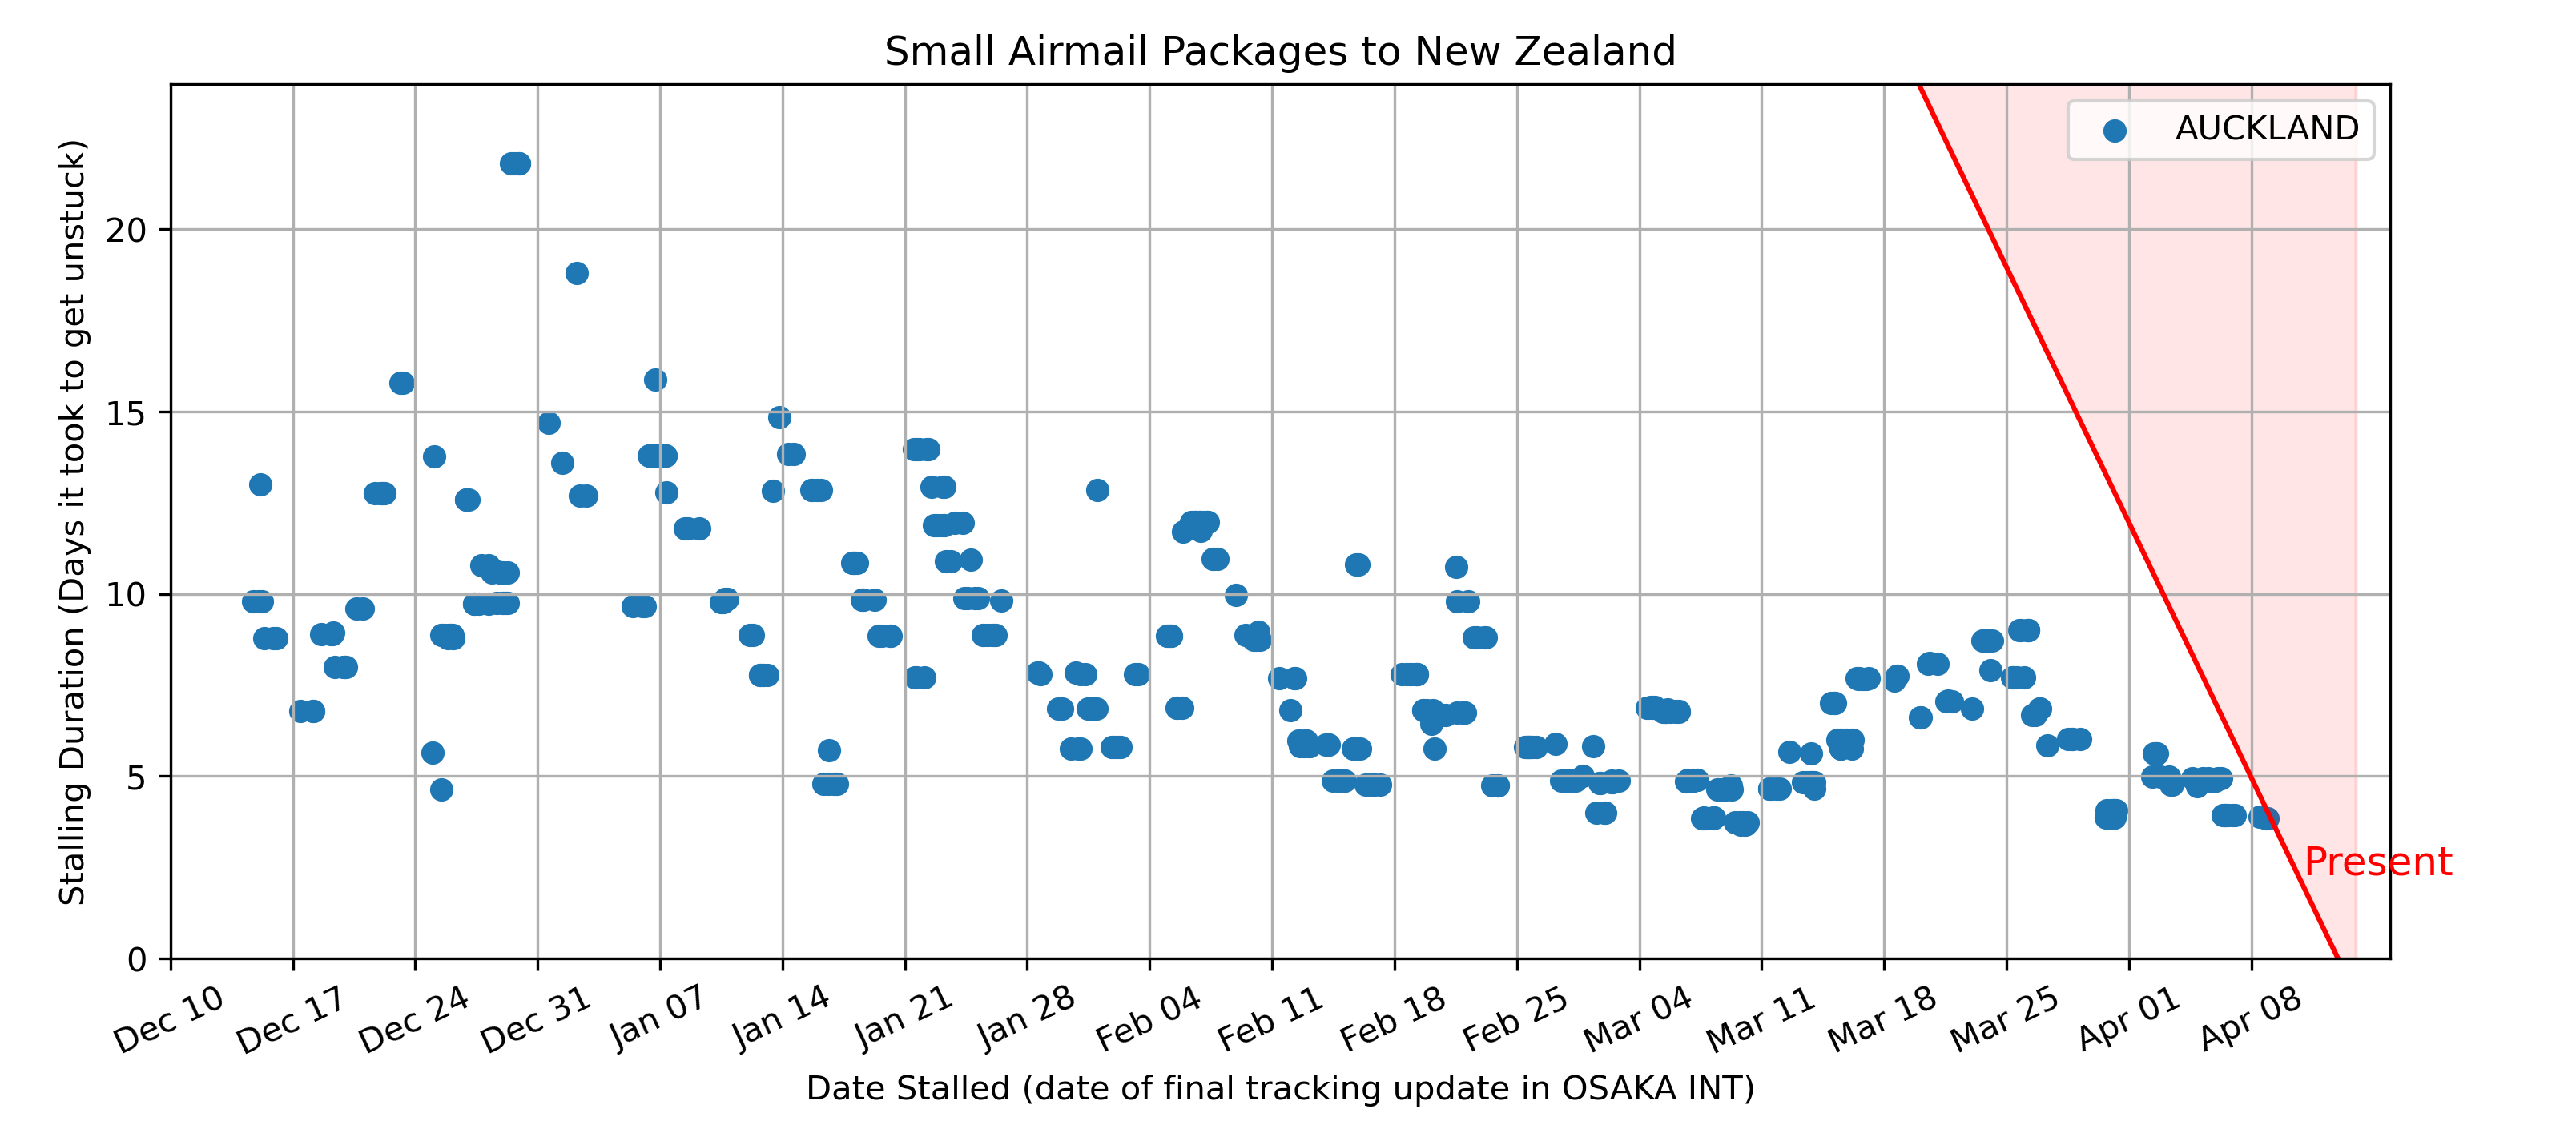 Small Airmail Packages to New Zealand
AUCKLAND
Stalling Duration (Days it took to get unstuck)
20
15
10
5
0
Present
Dec 10
Dec 17
Dec 24
Dec 31
Jan 07
Jan 14
Jan 21
Jan 28
Feb 04
Feb 11
Feb 18
Feb 25
Mar 04
Mar 11
Mar 18
Mar 25
Apr 01
Apr 08
Date Stalled (date of final tracking update in OSAKA INT)